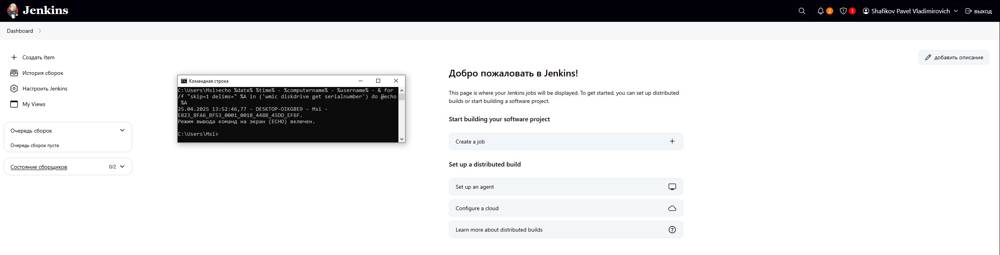 Jenkins
2
1
Shafikov Pavel Vladimirovich
выход
Dashboard
Создать Item
История сборок
Настроить Jenkins
My Views
Очередь сборок
Очередь сборок пуста
Состояние сборщиков
0/2
Командная строка
C:\Users\Msi>echo %date% %time% - %computername% - %username% - & for
/f "skip=1 delims=" %A in ('wmic diskdrive get serialnumber') do @echo
%A
25.04.2025 13:52:46,77 - DESKTOP-OIKG8E9 - Msi -
E823_8FA6_BF53_0001_001B_448B_45DD_EF6F.
Режим вывода команд на экран (ECHO) включен.
C:\Users\Msi>
добавить описание
Добро пожаловать в Jenkins!
This page is where your Jenkins jobs will be displayed. To get started, you can set up distributed
builds or start building a software project.
Start building your software project
Create a job
Set up a distributed build
Set up an agent
Configure a cloud
Learn more about distributed builds